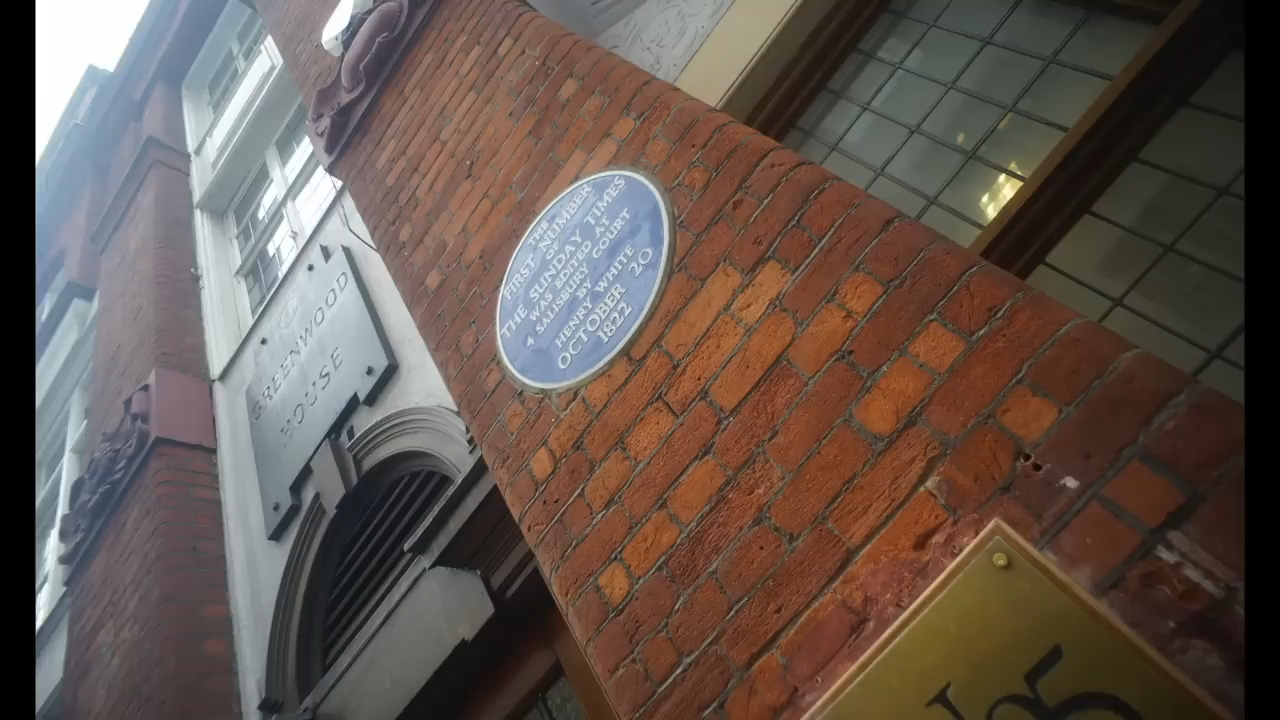 GREENWOOD
HOUSE
THE
FIRST NUMBER
OF
THE SUNDAY TIMES
WAS EDITED AT
4 SALISBURY COURT
BY
HENRY WHITE
OCTOBER 20
1822